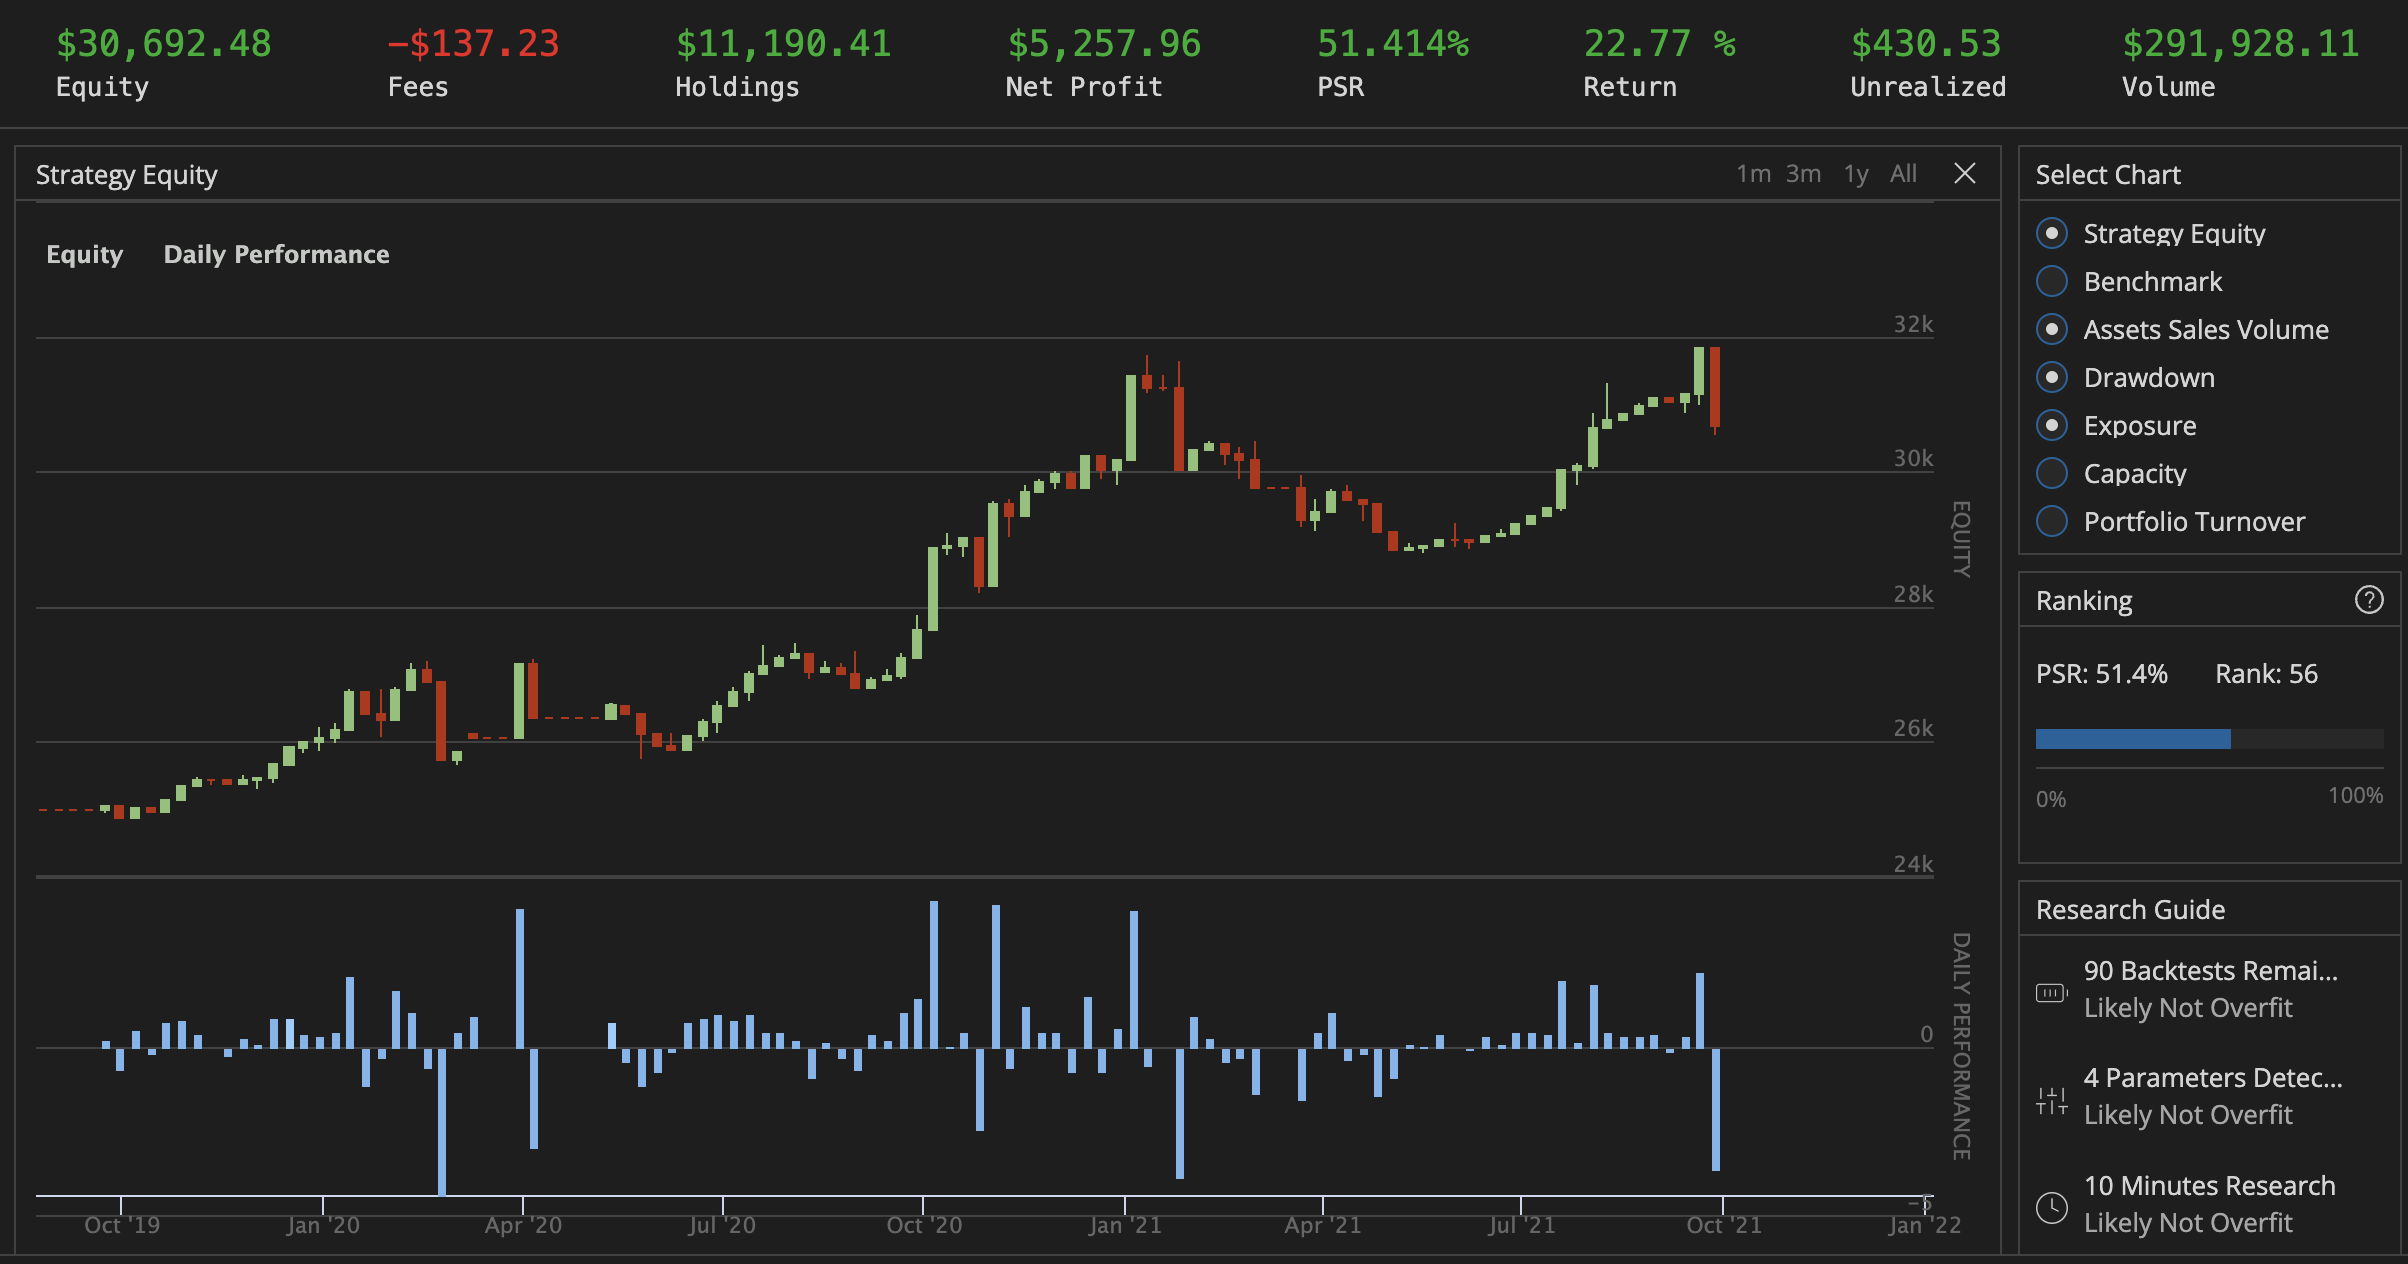 $30,692.48
Equity
−$137.23
Fees
$11,190.41
Holdings
$5,257.96
Net Profit
51.414%
PSR
22.77 %
Return
$430.53
Unrealized
$291,928.11
Volume
Strategy Equity
1m 3m 1y All
Equity Daily Performance
32k
30k
28k
26k
24k
EQUITY
0
-5
DAILY PERFORMANCE
Oct '19 Jan '20 Apr '20 Jul '20 Oct '20 Jan '21 Apr '21 Jul '21 Oct '21 Jan '22
Select Chart
Strategy Equity
Benchmark
Assets Sales Volume
Drawdown
Exposure
Capacity
Portfolio Turnover
Ranking
?
PSR: 51.4% Rank: 56
0% 100%
Research Guide
90 Backtests Remai...
Likely Not Overfit
4 Parameters Detec...
Likely Not Overfit
10 Minutes Research
Likely Not Overfit